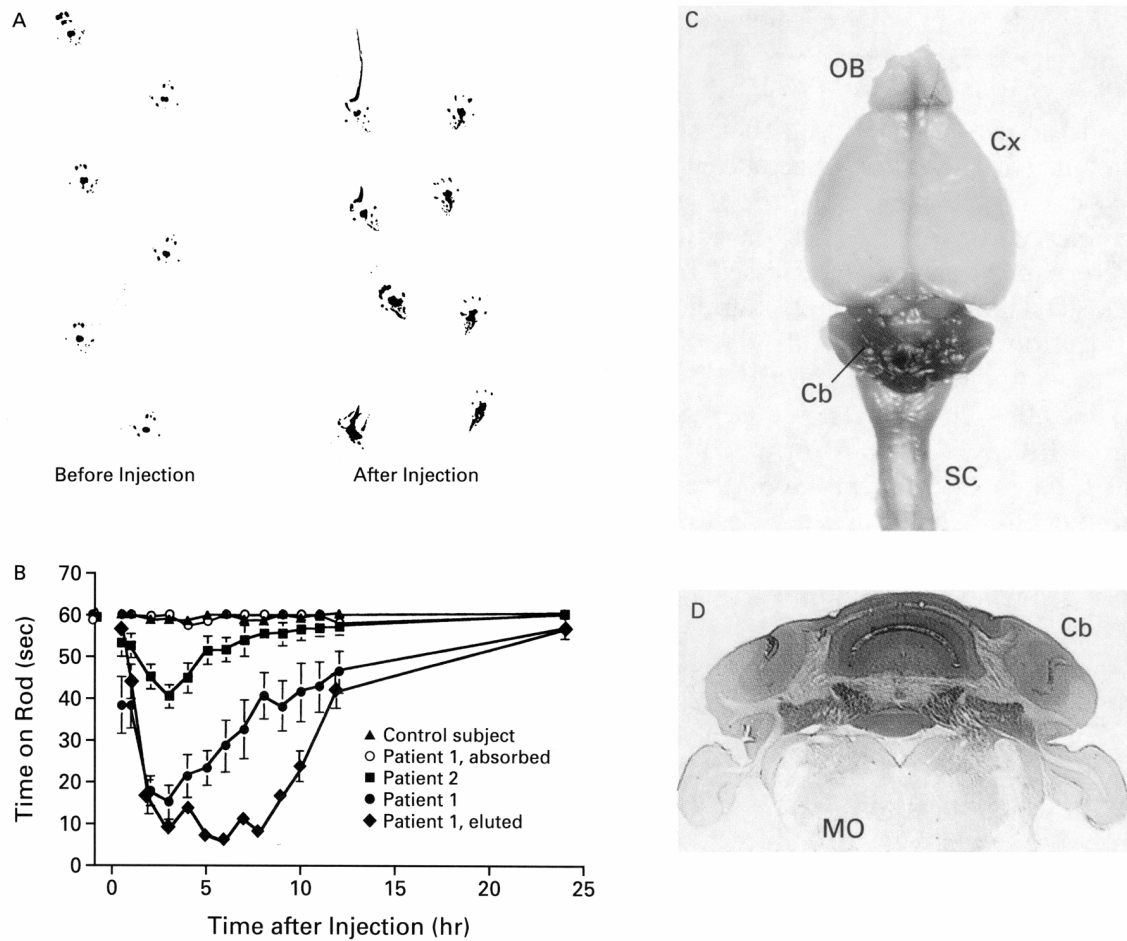 A
Before Injection
After Injection
B
Time on Rod (sec)
70
60
50
40
30
20
10
0
Control subject
Patient 1, absorbed
Patient 2
Patient 1
Patient 1, eluted
0
5
10
15
20
25
Time after Injection (hr)
C
OB
Cx
Cb
SC
D
Cb
MO